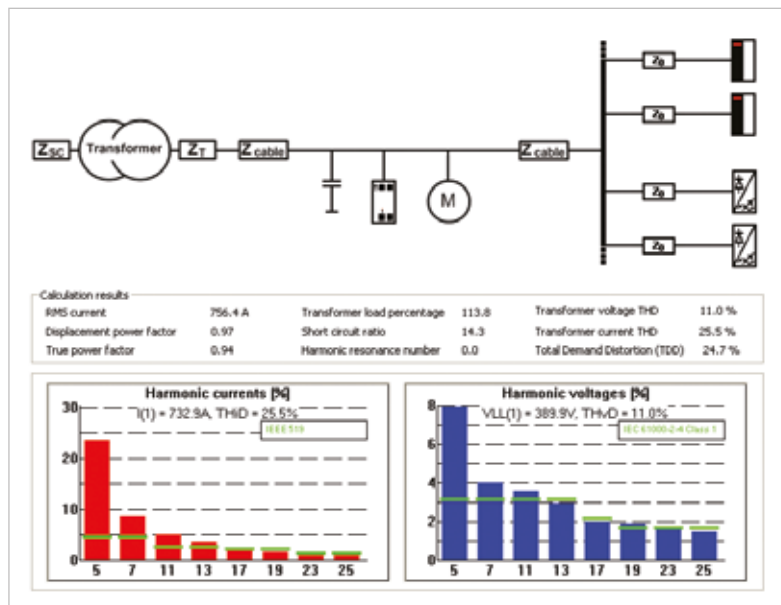 Zsc Transformer ZT Zcable Zcable
Z0
Z0
M
Z0
Z0
Calculation results
RMS current 756.4 A Transformer load percentage 113.8 Transformer voltage THD 11.0 %
Displacement power factor 0.97 Short circuit ratio 14.3 Transformer current THD 25.5 %
True power factor 0.94 Harmonic resonance number 0.0 Total Demand Distortion (TDD) 24.7 %
Harmonic currents [%]
I(1) = 732.9A, THiD = 25.5%
IEEE 519
30
20
10
0
5 7 11 13 17 19 23 25
Harmonic voltages [%]
VLL(1) = 389.9V, THvD = 11.0%
IEC 61000-2-4 Class 1
8
6
4
2
0
5 7 11 13 17 19 23 25